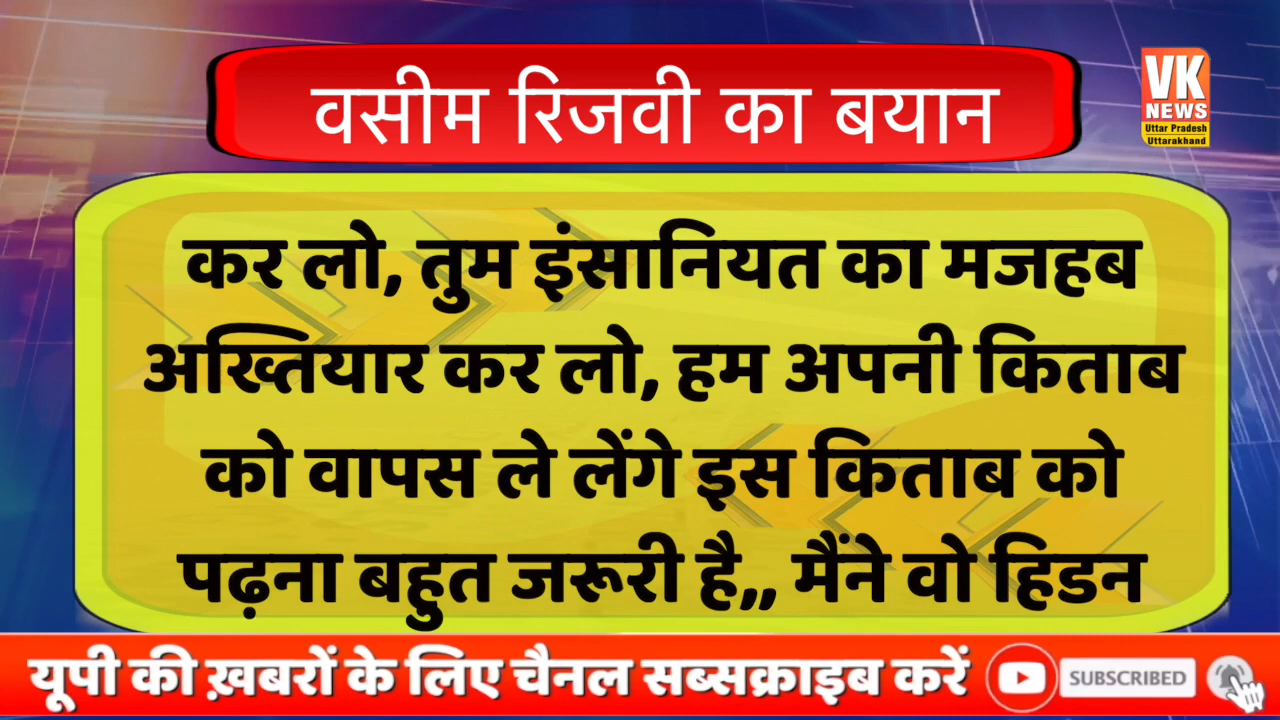 वसीम रिजवी का बयान
VK
NEWS
Uttar Pradesh
Uttarakhand
कर लो, तुम इंसानियत का मजहब
अख्तियार कर लो, हम अपनी किताब
को वापस ले लेंगे इस किताब को
पढ़ना बहुत जरूरी है,, मैंने वो हिडन
यूपी की ख़बरों के लिए चैनल सब्सक्राइब करें
SUBSCRIBED